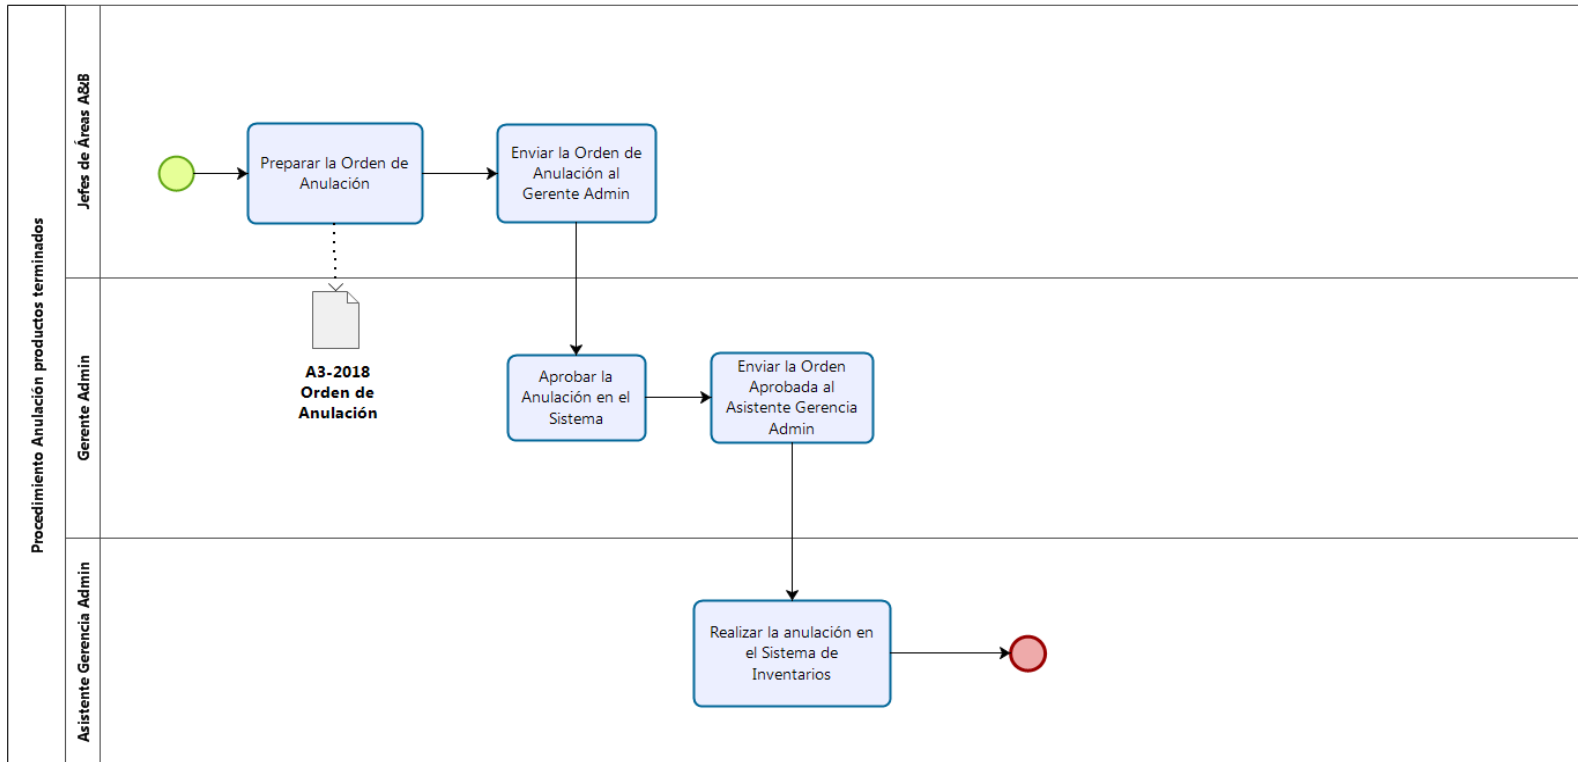 Procedimiento Anulación productos terminados
Jefes de Áreas A&B
Preparar la Orden de
Anulación
Enviar la Orden de
Anulación al
Gerente Admin
Gerente Admin
A3-2018
Orden de
Anulación
Aprobar la
Anulación en el
Sistema
Enviar la Orden
Aprobada al
Asistente Gerencia
Admin
Asistente Gerencia Admin
Realizar la anulación en
el Sistema de
Inventarios